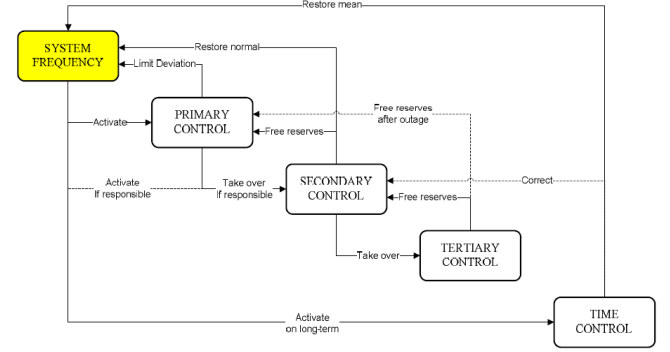 Restore mean
SYSTEM
FREQUENCY
Restore normal
Limit Deviation
PRIMARY
CONTROL
Free reserves
after outage
Activate
Free reserves
Activate
If responsible
Take over
If responsible
SECONDARY
CONTROL
Correct
Free reserves
Take over
TERTIARY
CONTROL
Activate
on long-term
TIME
CONTROL